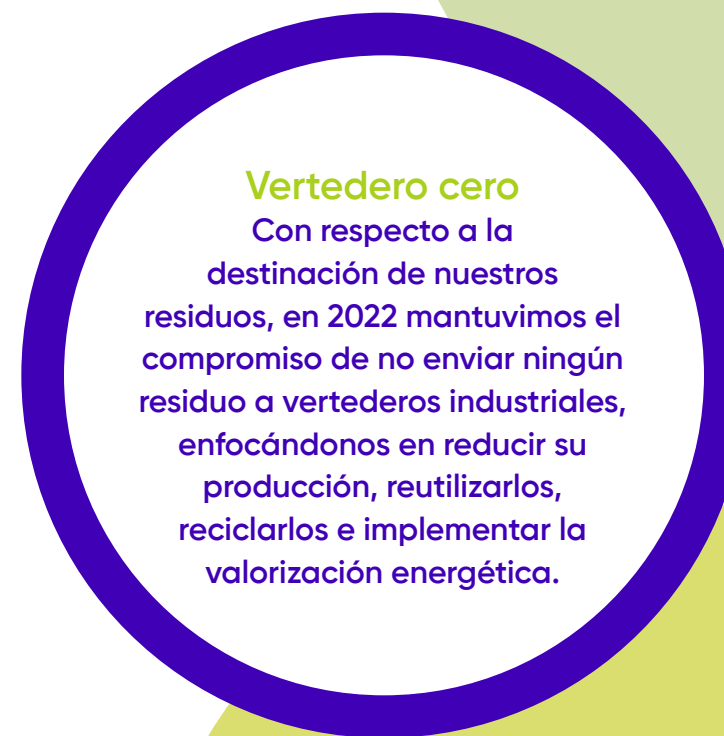 Vertedero cero
Con respecto a la
destinación de nuestros
residuos, en 2022 mantuvimos el
compromiso de no enviar ningún
residuo a vertederos industriales,
enfocándonos en reducir su
producción, reutilizarlos,
reciclarlos e implementar la
valorización energética.